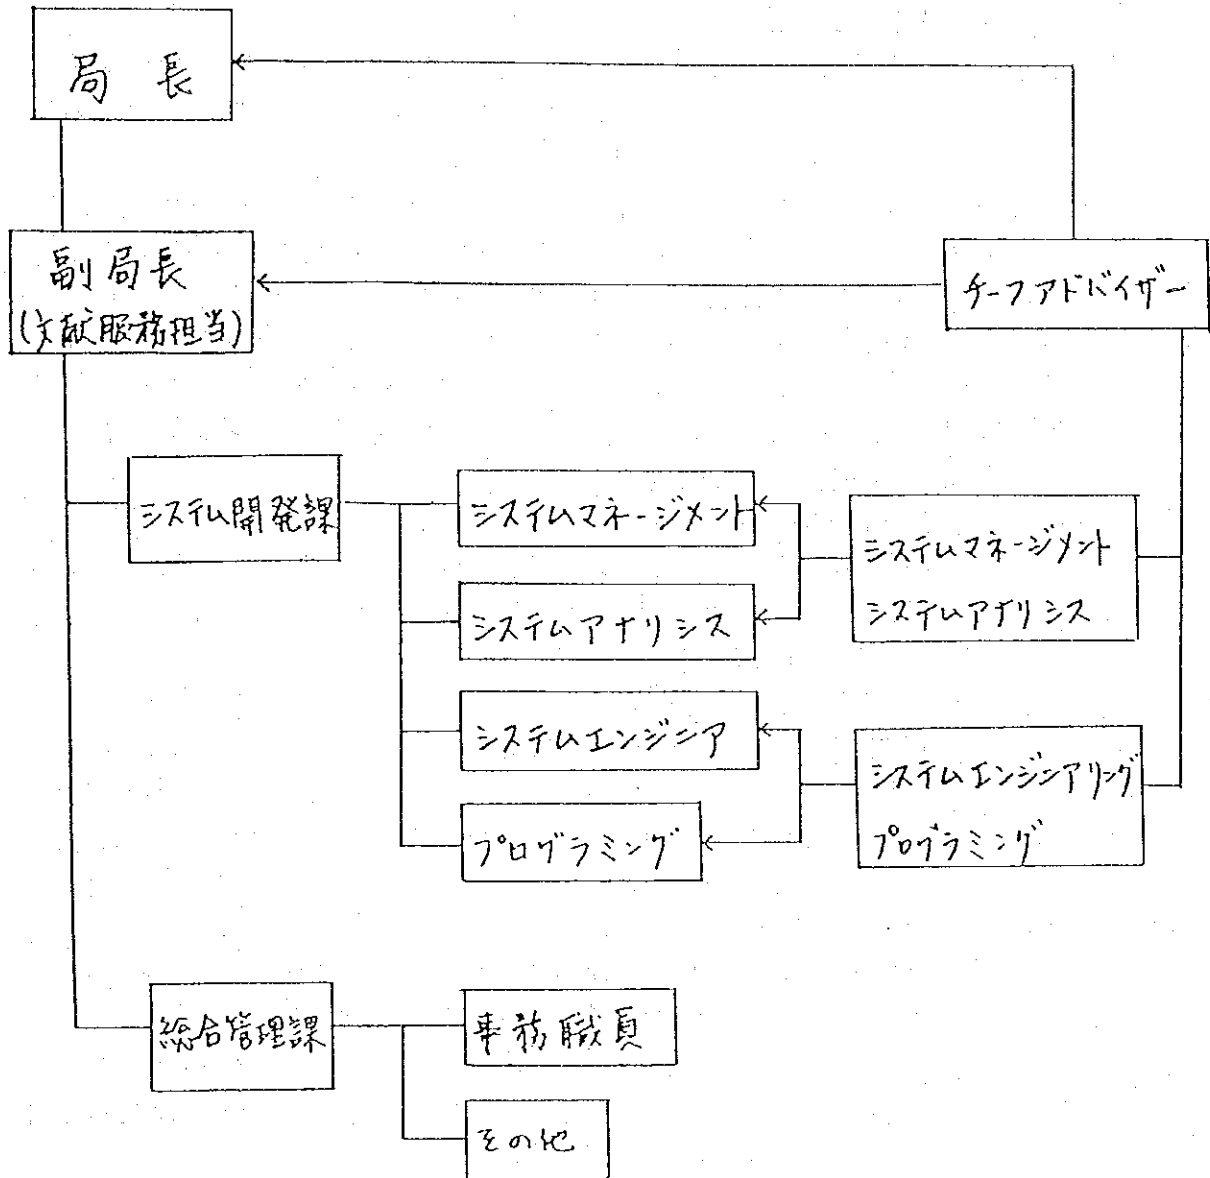 局長
副局長
(文献服務担当)
チーフアドバイザー
システム開発課
システムマネージメント
システムアナリシス
システムエンジニア
プログラミング
システムマネージメント
システムアナリシス
システムエンジニアリング
プログラミング
総合管理課
事務職員
その他